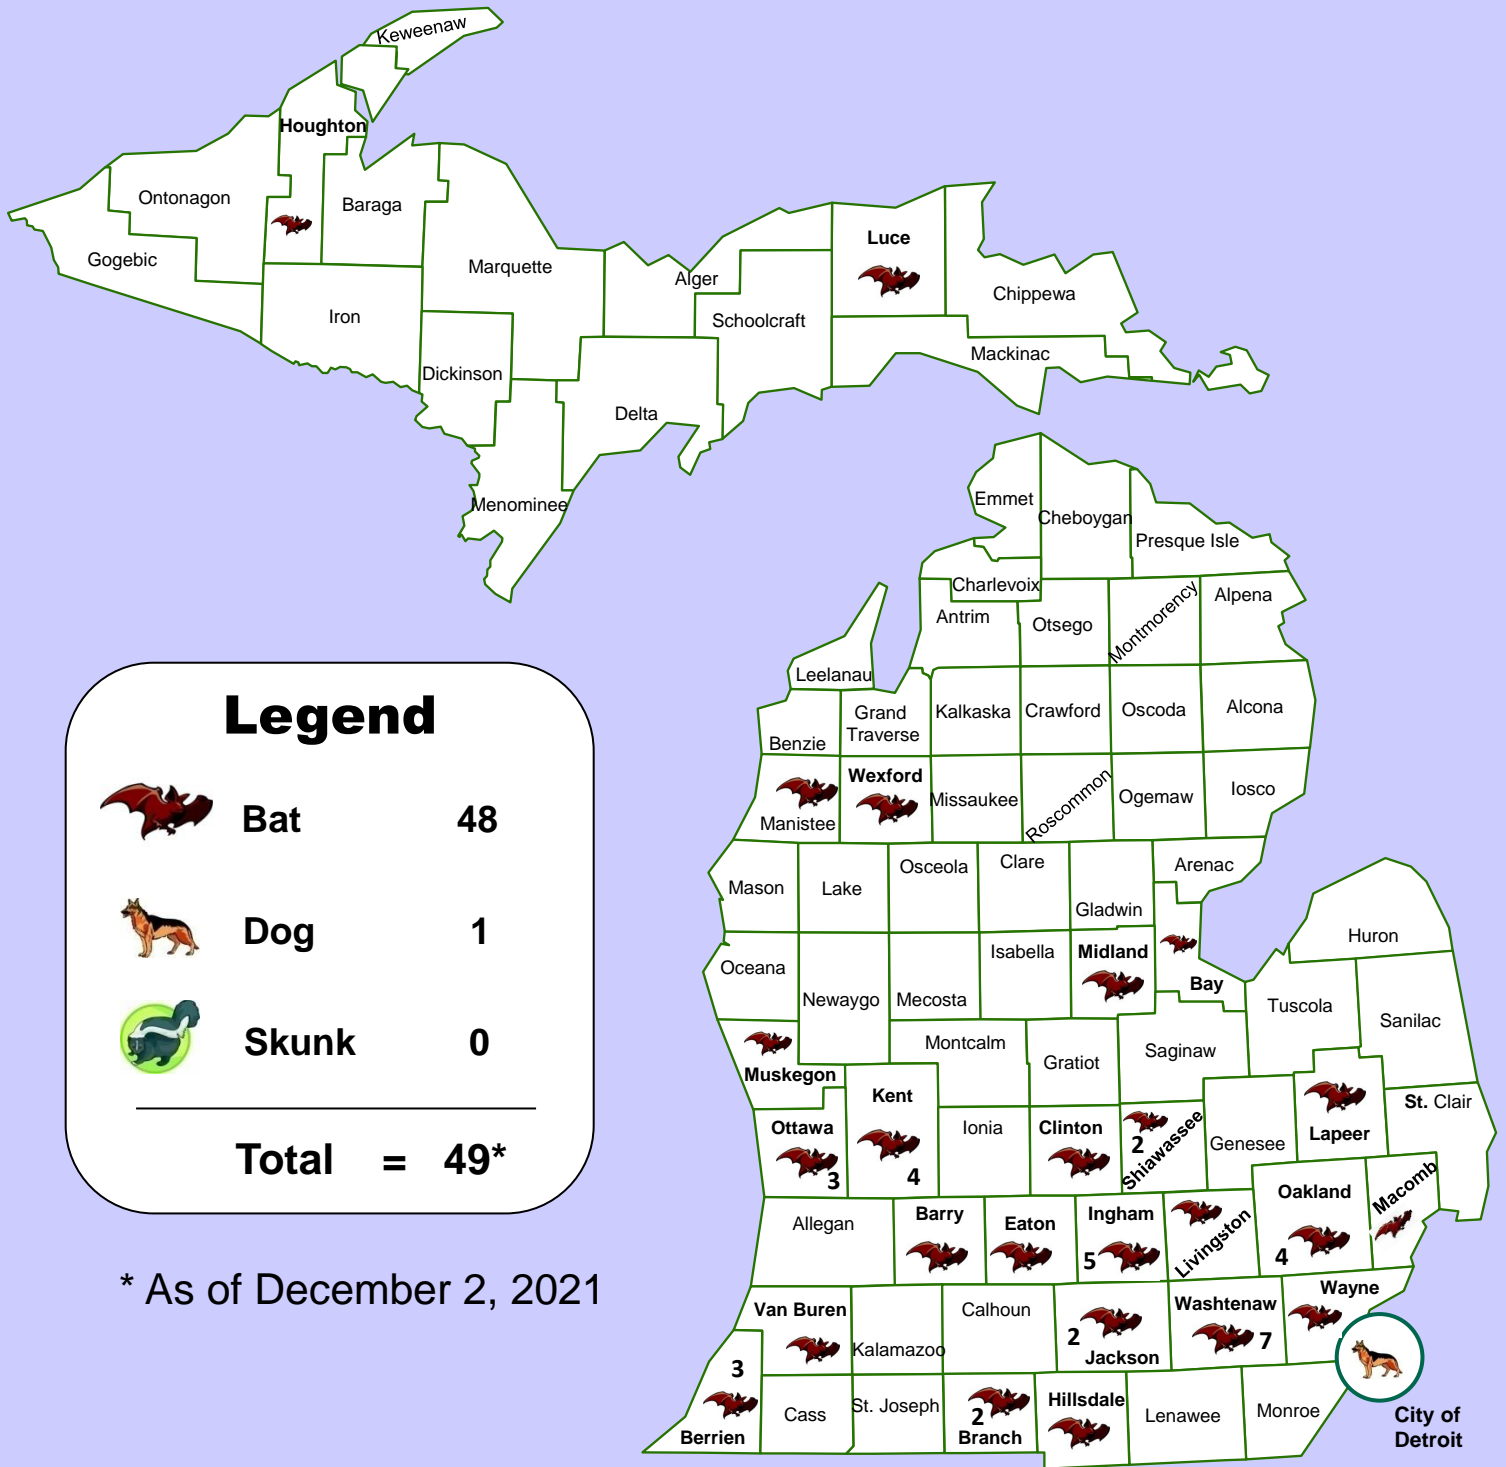 Keweenaw
Houghton
Ontonagon
Baraga
Gogebic
Marquette
Luce
Alger
Chippewa
Iron
Schoolcraft
Mackinac
Dickinson
Delta
Menominee
Emmet
Cheboygan
Presque Isle
Charlevoix
Antrim
Otsego
Montmorency
Alpena
Leelanau
Benzie
Grand
Traverse
Kalkaska
Crawford
Oscoda
Alcona
Manistee
Wexford
Missaukee
Roscommon
Ogemaw
Iosco
Mason
Lake
Osceola
Clare
Gladwin
Arenac
Huron
Oceana
Newaygo
Mecosta
Isabella
Midland
Bay
Tuscola
Sanilac
Muskegon
Montcalm
Gratiot
Saginaw
Kent
4
Ottawa
3
Ionia
Clinton
2
Shiawassee
Genesee
Lapeer
St. Clair
Allegan
Barry
Eaton
Ingham
5
Livingston
Oakland
4
Macomb
Van Buren
Kalamazoo
Calhoun
2
Jackson
Washtenaw
7
Wayne
3
Berrien
Cass
St. Joseph
2
Branch
Hillsdale
Lenawee
Monroe
City of
Detroit
Legend
Bat 48
Dog 1
Skunk 0
Total = 49*
* As of December 2, 2021